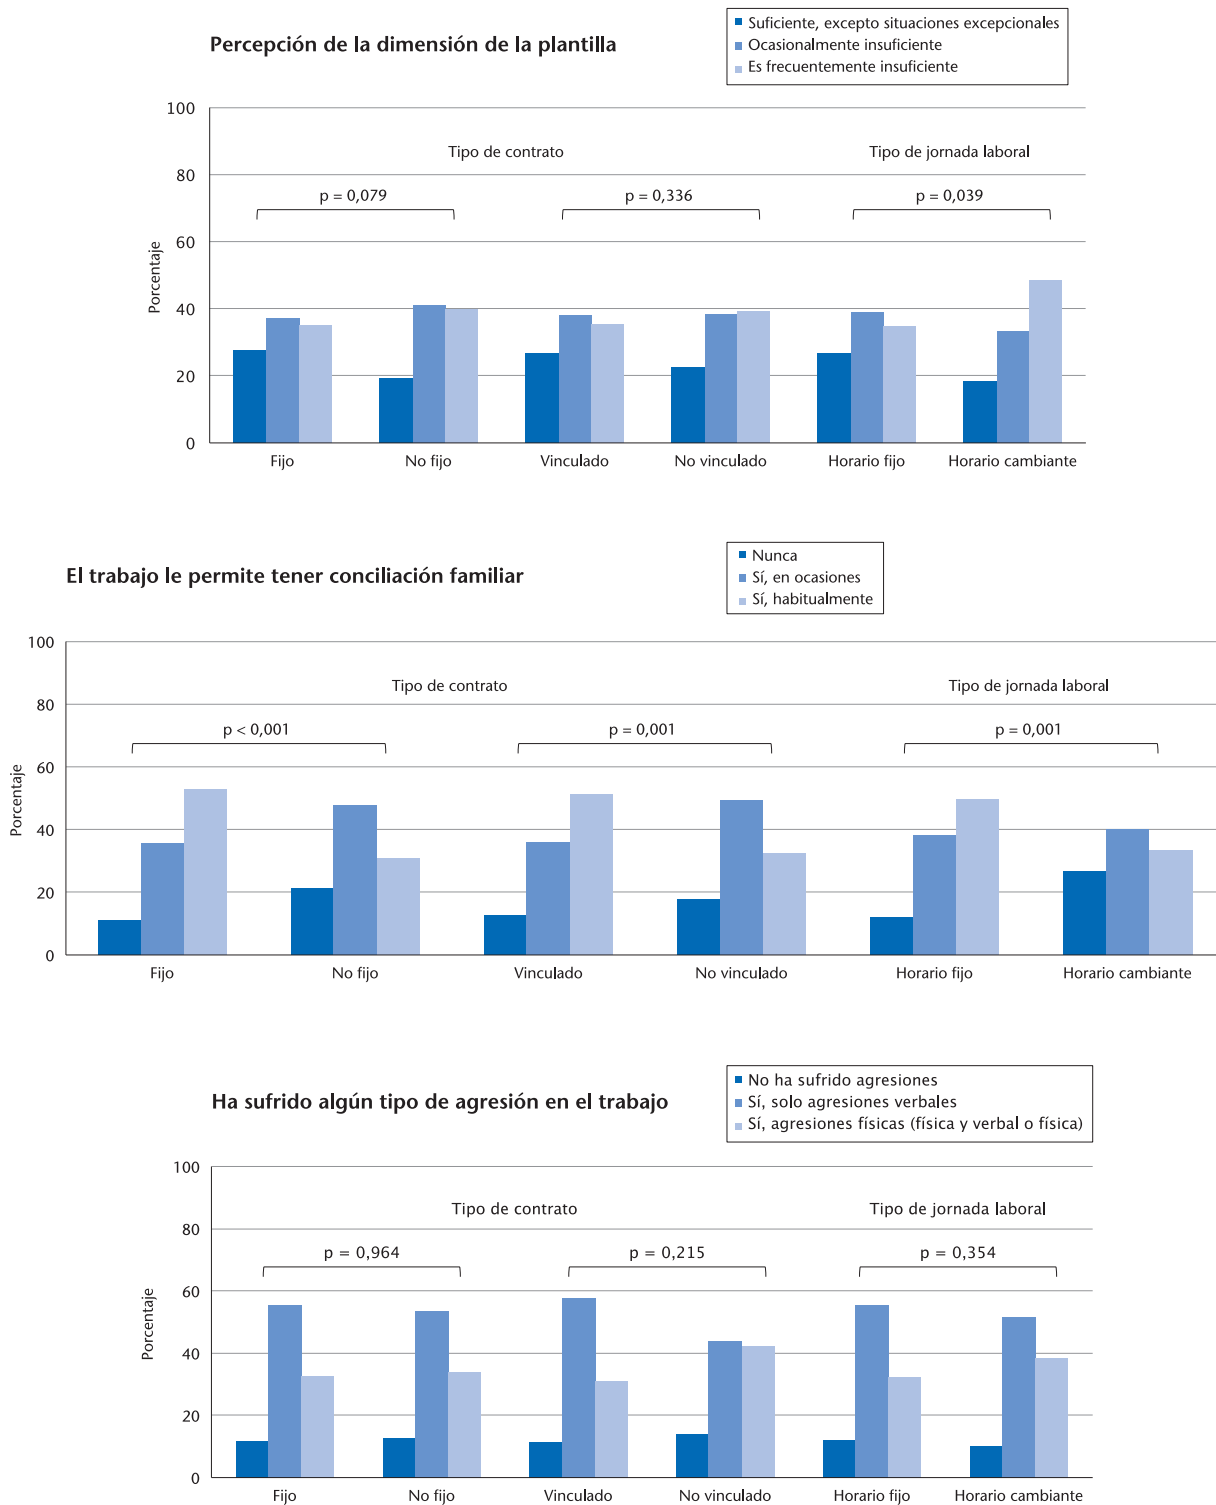 Percepción de la dimensión de la plantilla
Suficiente, excepto situaciones excepcionales
Ocasionalmente insuficiente
Es frecuentemente insuficiente
100
80
60
40
20
0
Porcentaje
Tipo de contrato
Tipo de jornada laboral
p = 0,079
p = 0,336
p = 0,039
Fijo
No fijo
Vinculado
No vinculado
Horario fijo
Horario cambiante
El trabajo le permite tener conciliación familiar
Nunca
Sí, en ocasiones
Sí, habitualmente
100
80
60
40
20
0
Porcentaje
Tipo de contrato
Tipo de jornada laboral
p < 0,001
p = 0,001
p = 0,001
Fijo
No fijo
Vinculado
No vinculado
Horario fijo
Horario cambiante
Ha sufrido algún tipo de agresión en el trabajo
No ha sufrido agresiones
Sí, solo agresiones verbales
Sí, agresiones físicas (física y verbal o física)
100
80
60
40
20
0
Porcentaje
Tipo de contrato
Tipo de jornada laboral
p = 0,964
p = 0,215
p = 0,354
Fijo
No fijo
Vinculado
No vinculado
Horario fijo
Horario cambiante